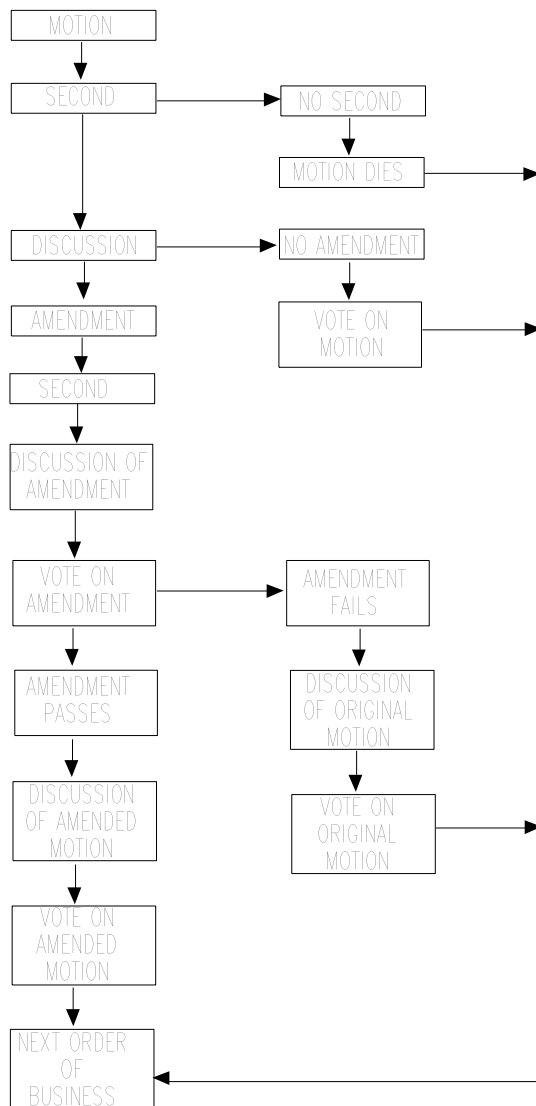 MOTION
SECOND
NO SECOND
MOTION DIES
DISCUSSION
NO AMENDMENT
AMENDMENT
VOTE ON
MOTION
SECOND
DISCUSSION OF
AMENDMENT
VOTE ON
AMENDMENT
AMENDMENT
FAILS
AMENDMENT
PASSES
DISCUSSION
OF ORIGINAL
MOTION
DISCUSSION
OF AMENDED
MOTION
VOTE ON
ORIGINAL
MOTION
VOTE ON
AMENDED
MOTION
NEXT ORDER
OF
BUSINESS